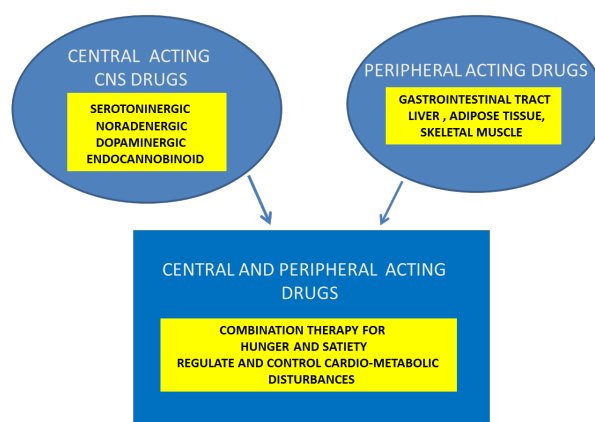 CENTRAL ACTING
CNS DRUGS
SEROTONINERGIC
NORADENERGIC
DOPAMINERGIC
ENDOCANNOBINOID
PERIPHERAL ACTING DRUGS
GASTROINTESTINAL TRACT
LIVER , ADIPOSE TISSUE,
SKELETAL MUSCLE
CENTRAL AND PERIPHERAL ACTING
DRUGS
COMBINATION THERAPY FOR
HUNGER AND SATIETY
REGULATE AND CONTROL CARDIO-METABOLIC
DISTURBANCES